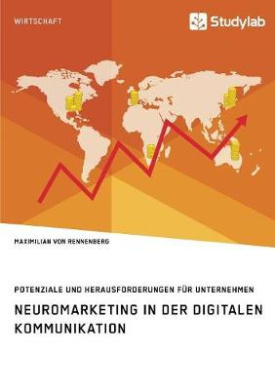 WIRTSCHAFT
Studylab
MAXIMILIAN VON RENNENBERG
POTENZIALE UND HERAUSFORDERUNGEN FÜR UNTERNEHMEN
NEUROMARKETING IN DER DIGITALEN
KOMMUNIKATION